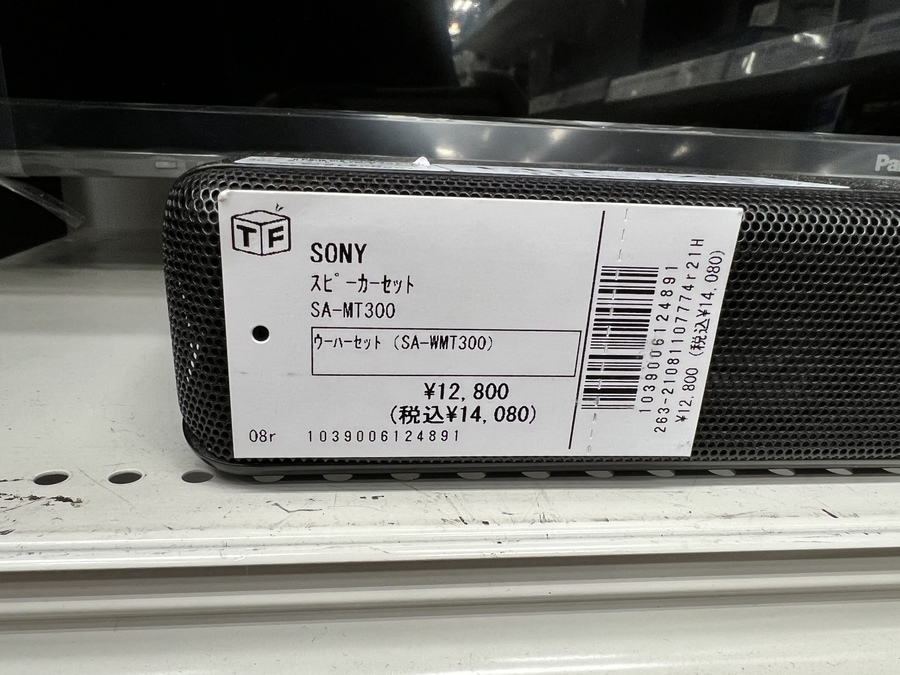 Pa
TF
SONY
スピーカーセット
SA-MT300
ウーハーセット (SA-WMT300)
¥12,800
(税込¥14,080)
08r 1039006124891
1039006124891
263-21081107774r21H
¥12,800 (税込¥14,080)